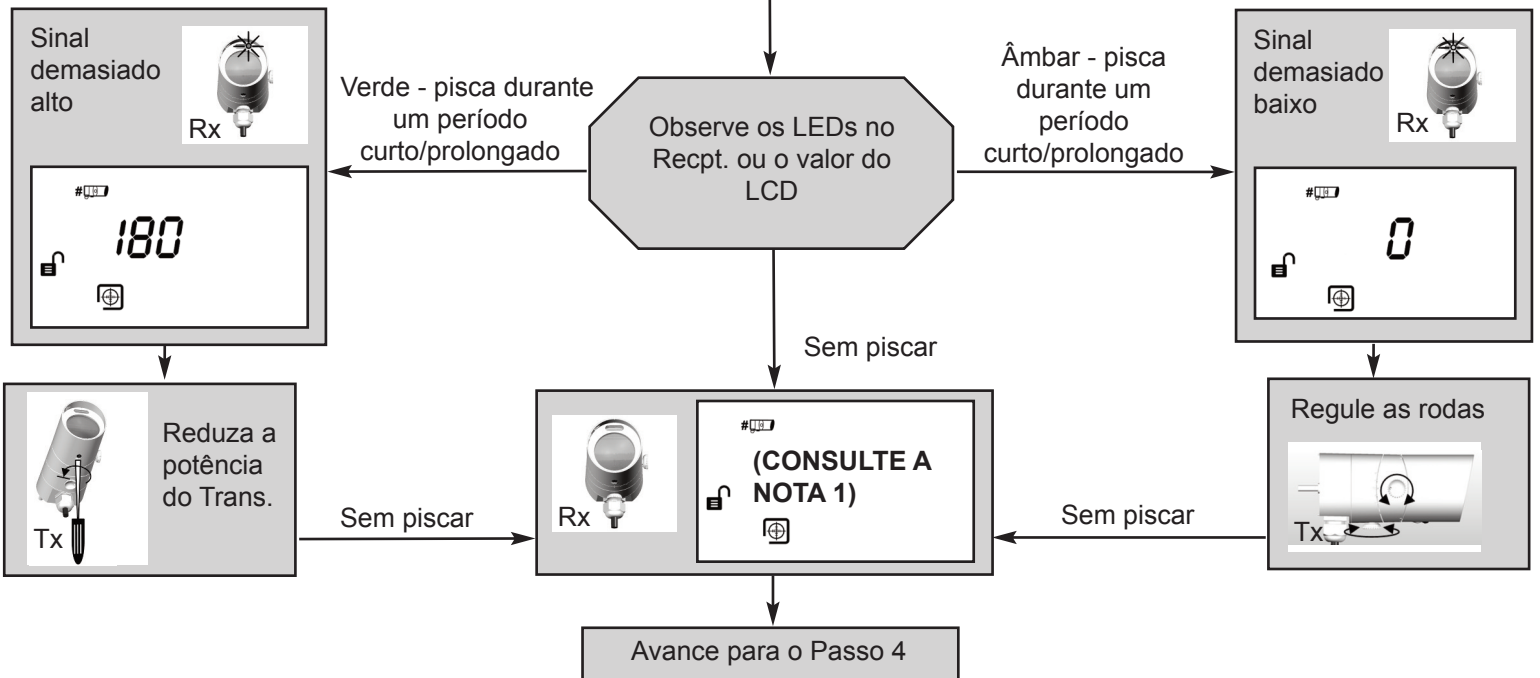 Sinal
demasiado
alto
Rx
#
180
Verde - pisca durante
um período
curto/prolongado
Observe os LEDs no
Recpt. ou o valor do
LCD
Âmbar - pisca
durante um
período
curto/prolongado
Sinal
demasiado
baixo
Rx
#
0
Sem piscar
Reduza a
potência
do Trans.
Tx
Sem piscar
Rx
#
(CONSULTE A
NOTA 1)
Sem piscar
Regule as rodas
Tx
Avance para o Passo 4